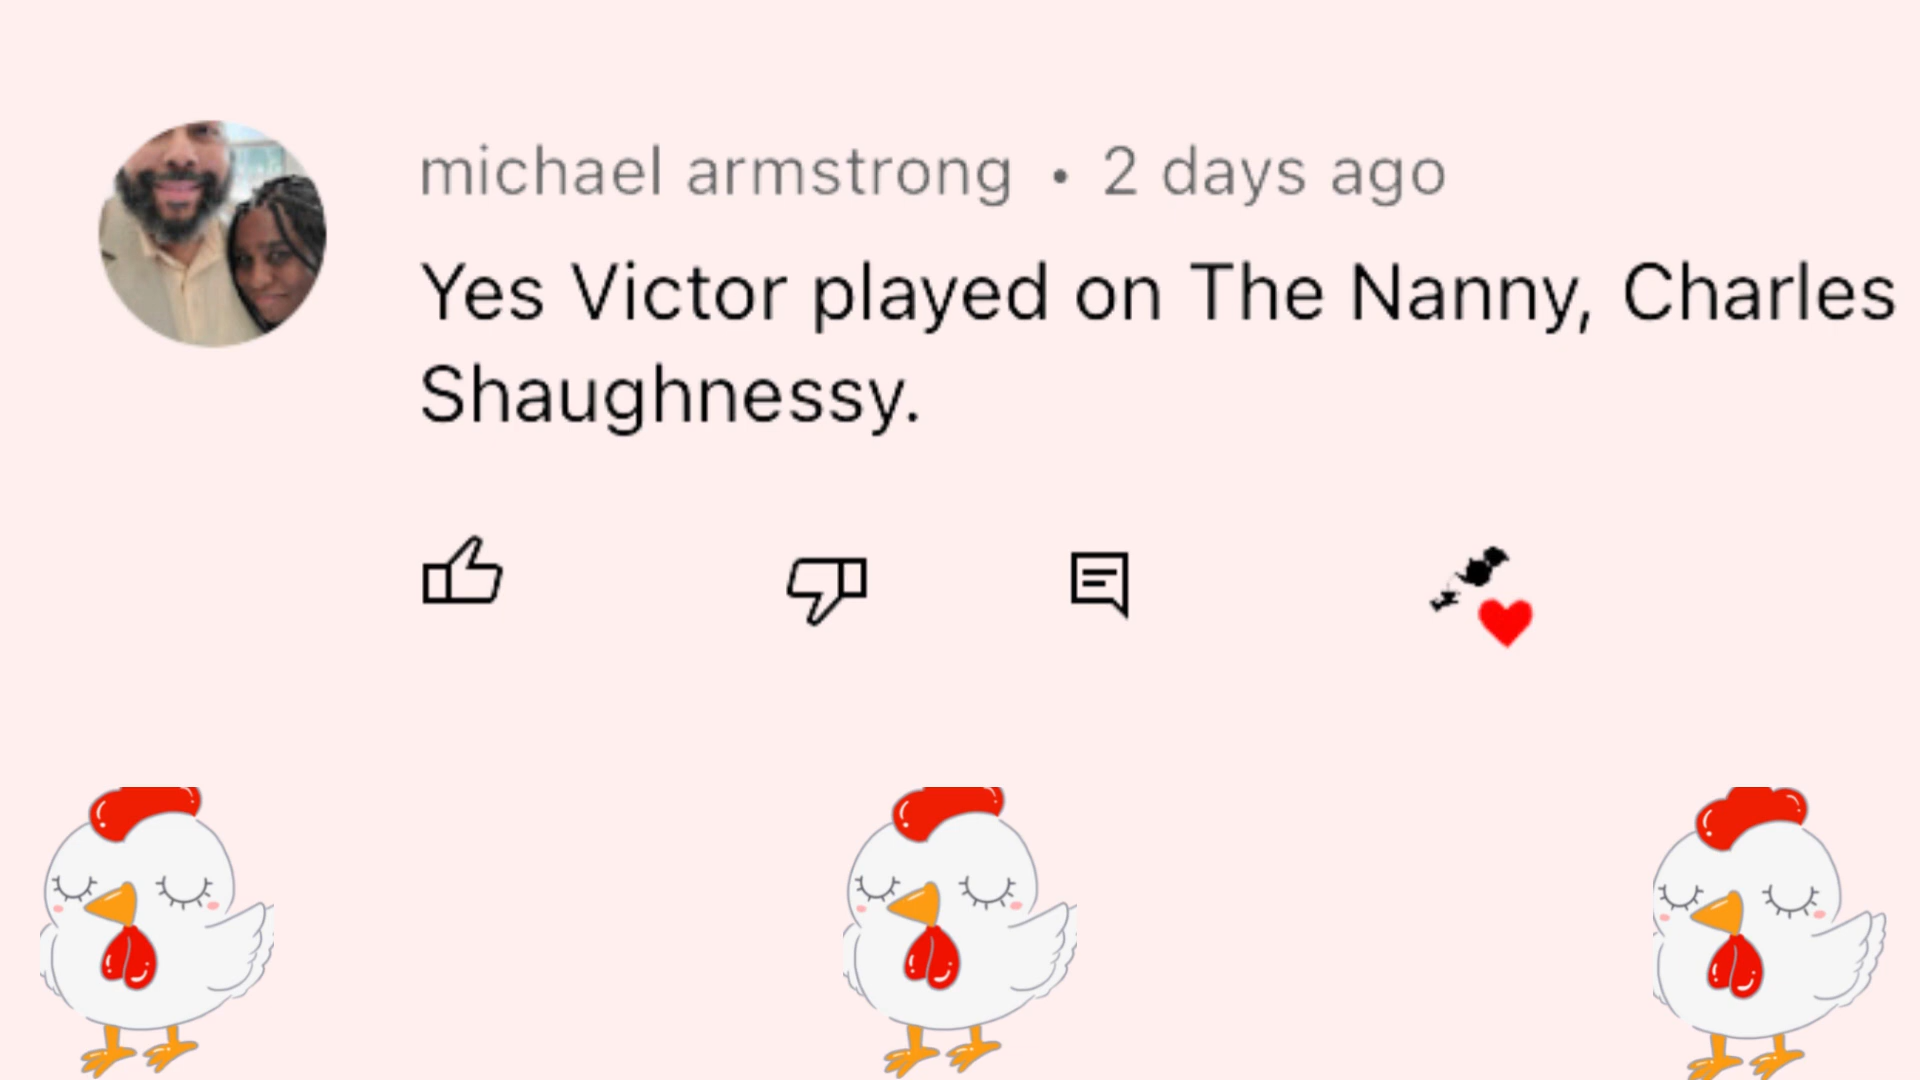 michael armstrong • 2 days ago
Yes Victor played on The Nanny, Charles
Shaughnessy.